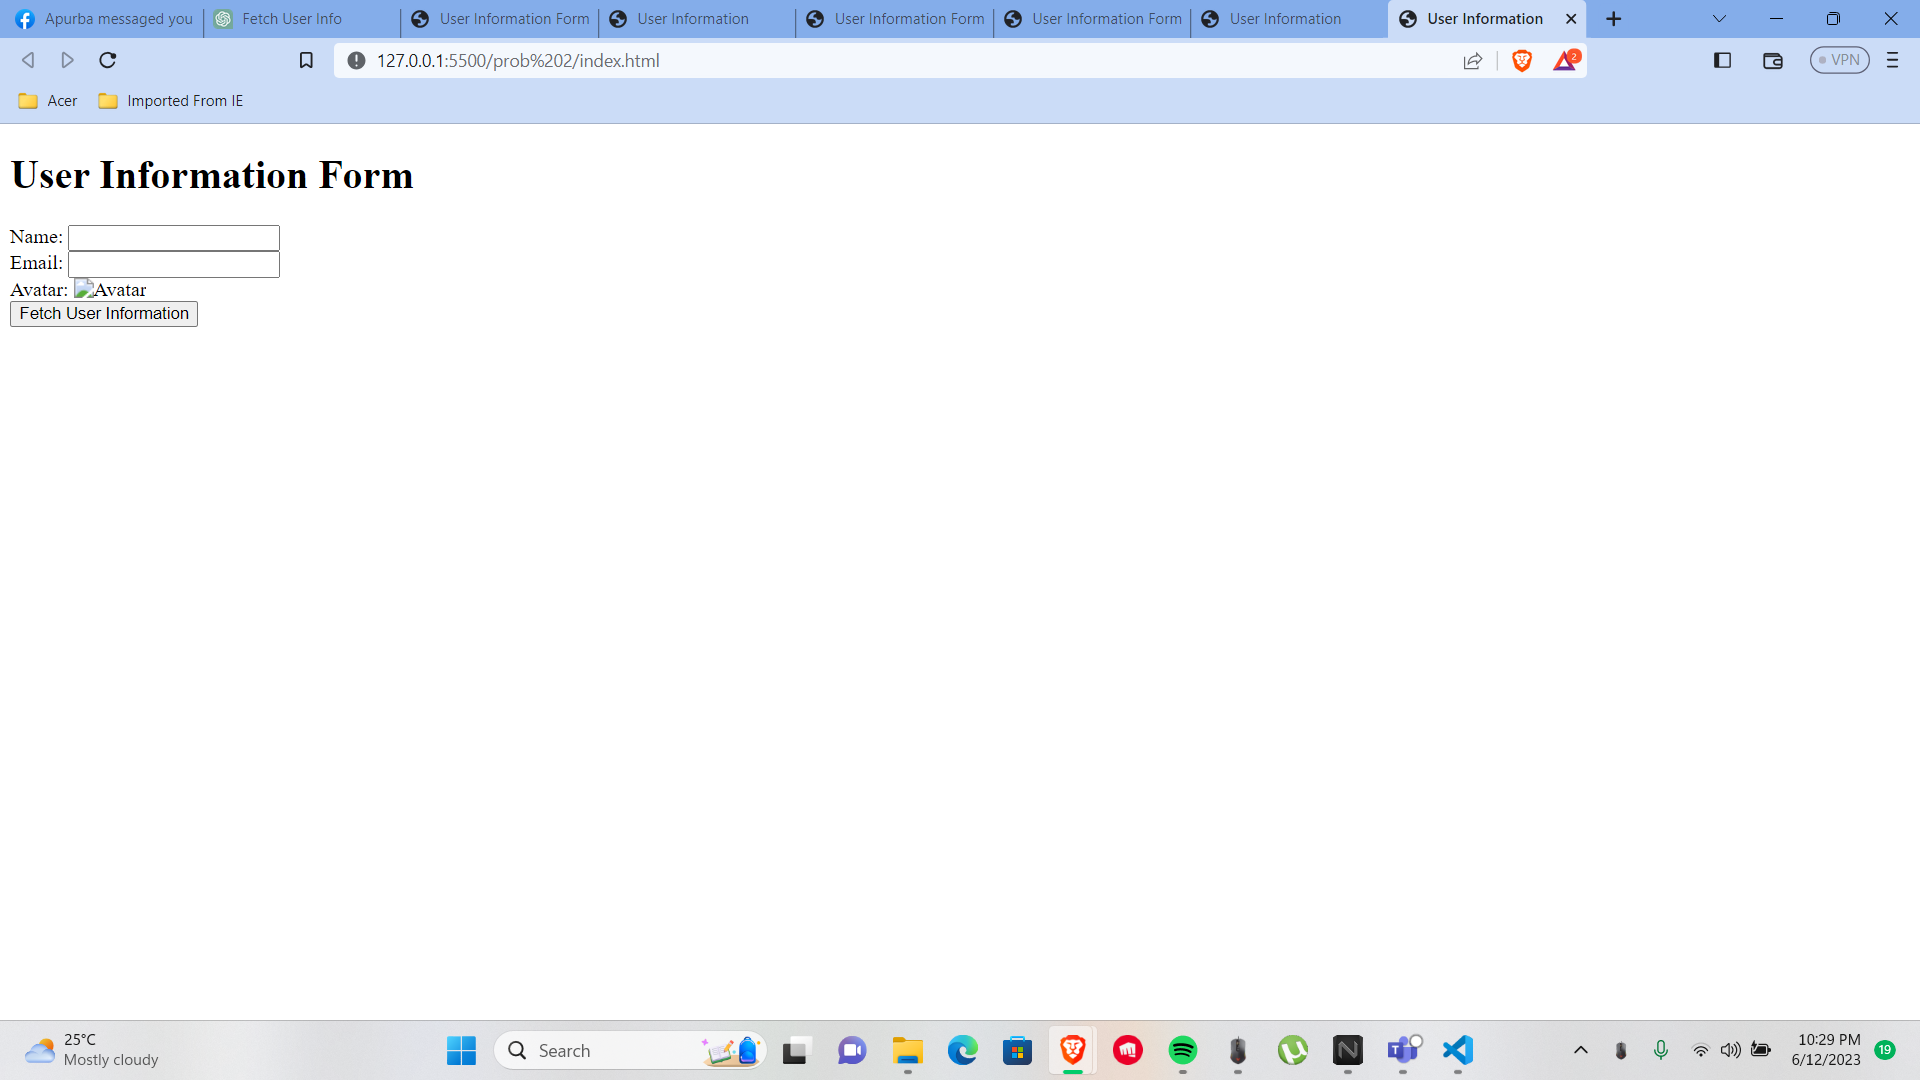 Apurba messaged you
Fetch User Info
User Information Form
User Information
User Information Form
User Information Form
User Information
User Information
127.0.0.1:5500/prob%202/index.html
2
VPN
Acer
Imported From IE
User Information Form
Name:
Email:
Avatar: Avatar
Fetch User Information
25°C
Mostly cloudy
Search
10:29 PM
6/12/2023
19